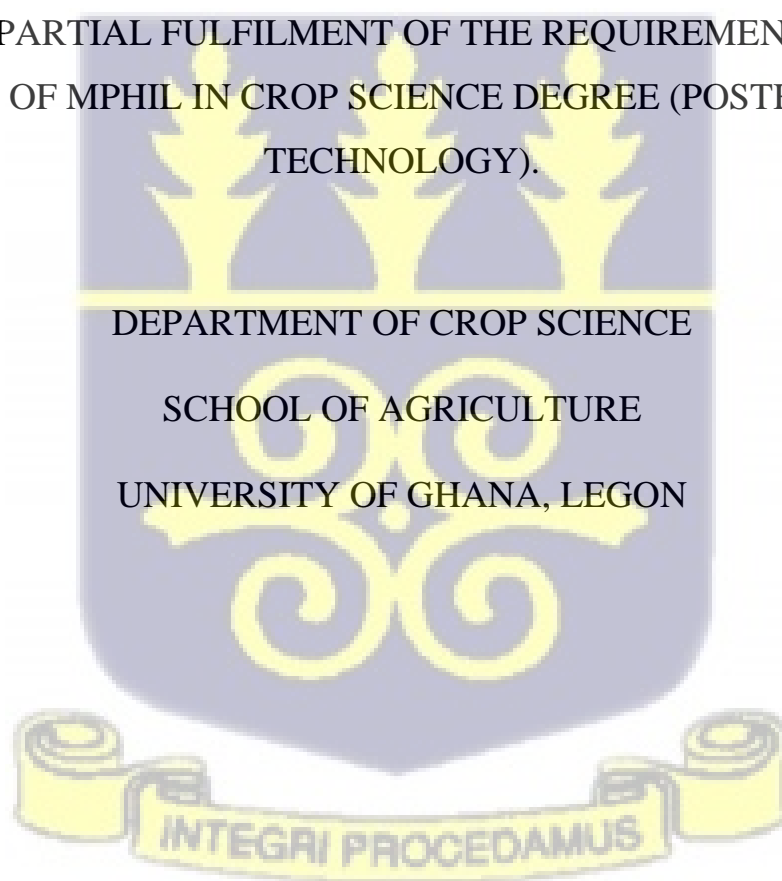 PARTIAL FULFILMENT OF THE REQUIREMEN
OF MPHIL IN CROP SCIENCE DEGREE (POSTE
TECHNOLOGY).
DEPARTMENT OF CROP SCIENCE
SCHOOL OF AGRICULTURE
UNIVERSITY OF GHANA, LEGON
INTEGRI PROCEDAMUS